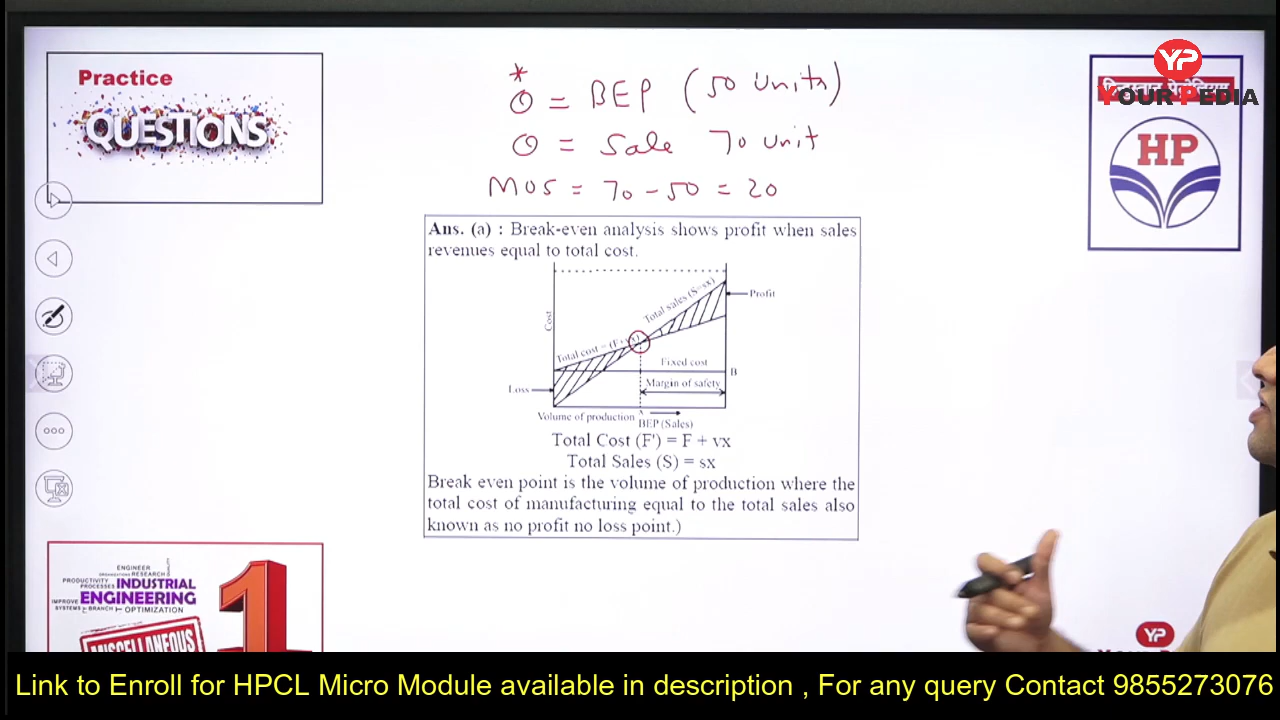 Practice
QUESTIONS
*
Q = BEP (50 Units)
Q = Sale 70 unit
MOS = 70 - 50 = 20
YP
YOUR PEDIA
HP
Ans. (a) : Break-even analysis shows profit when sales
revenues equal to total cost.
Cost
Total sales (S=sx)
Profit
Total cost = (F+vx)
Fixed cost
B
Margin of safety
Loss
Volume of production
A
BEP (Sales)
Total Cost (F') = F + vx
Total Sales (S) = sx
Break even point is the volume of production where the
total cost of manufacturing equal to the total sales also
known as no profit no loss point.)
ENGINEER
RESEARCH
PRODUCTIVITY
PROCESSES INDUSTRIAL
IMPROVE ENGINEERING
SYSTEMS BRANCH OPTIMIZATION
MISCELLANEOUS
1
YP
Link to Enroll for HPCL Micro Module available in description , For any query Contact 9855273076